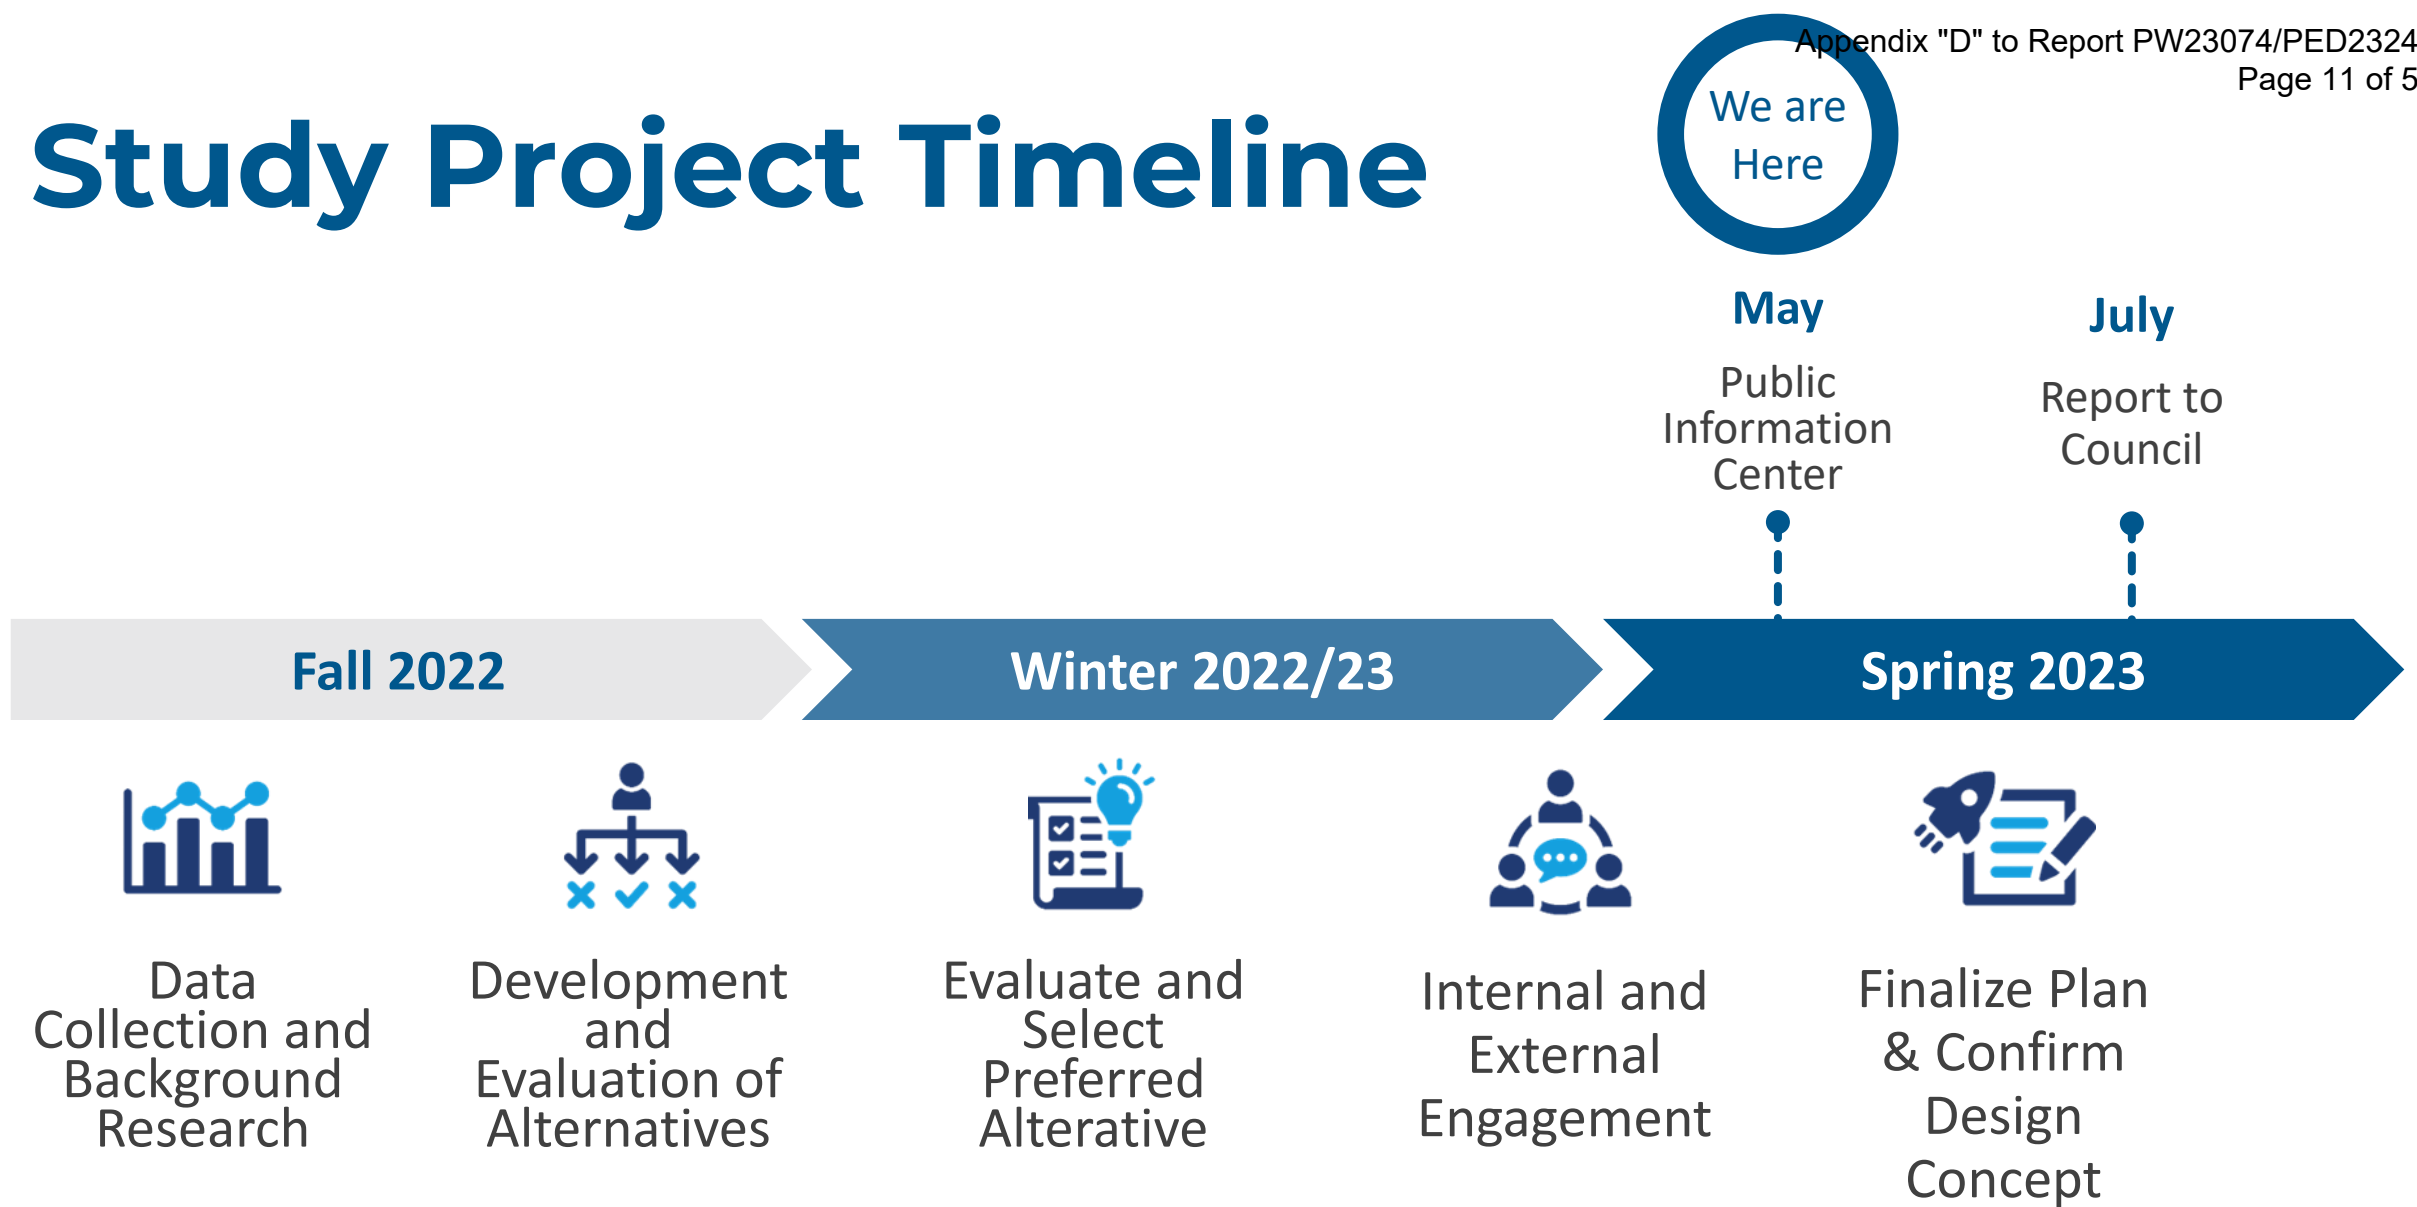 Appendix "D" to Report PW23074/PED2324
Page 11 of 5
Study Project Timeline
We are
Here
May
Public
Information
Center
July
Report to
Council
Fall 2022
Winter 2022/23
Spring 2023
Data
Collection and
Background
Research
Development
and
Evaluation of
Alternatives
Evaluate and
Select
Preferred
Alterative
Internal and
External
Engagement
Finalize Plan
& Confirm
Design
Concept